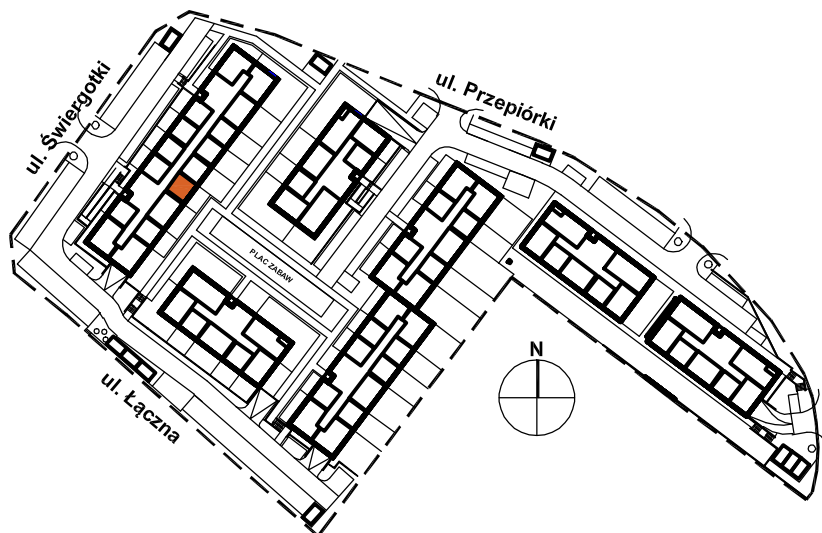 ul. Przepiórki
ul. Świergotki
PLAC ZABAW
N
ul. Łączna